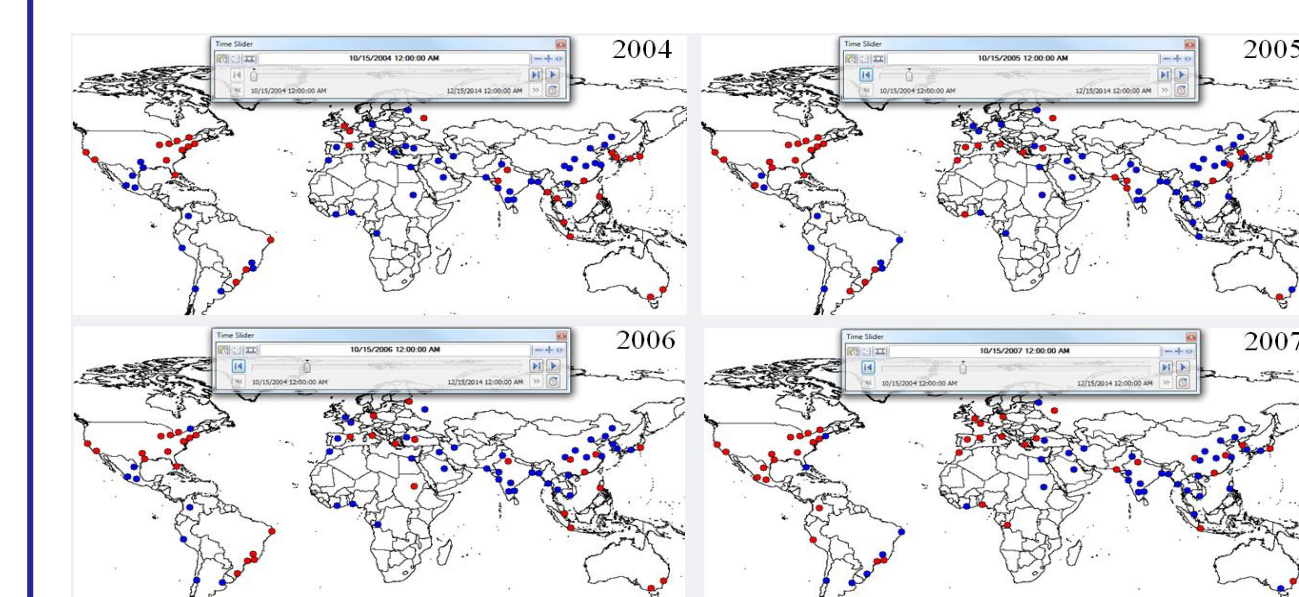 Time Slider
2004
10/15/2004 12:00:00 AM
10/15/2004 12:00:00 AM
12/15/2014 12:00:00 AM
Time Slider
2005
10/15/2005 12:00:00 AM
10/15/2004 12:00:00 AM
12/15/2014 12:00:00 AM
Time Slider
2006
10/15/2006 12:00:00 AM
10/15/2004 12:00:00 AM
12/15/2014 12:00:00 AM
Time Slider
2007
10/15/2007 12:00:00 AM
10/15/2004 12:00:00 AM
12/15/2014 12:00:00 AM